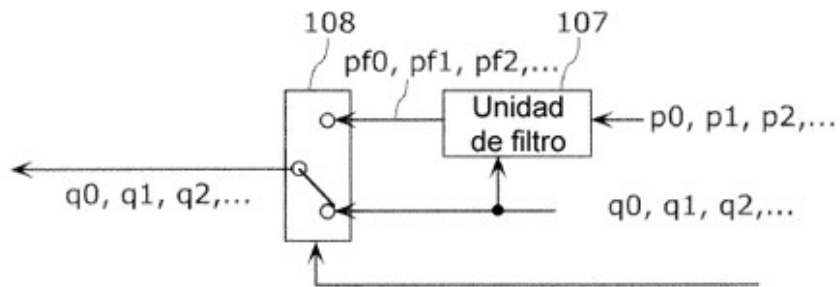 108
107
pf0, pf1, pf2,...
Unidad
de filtro
p0, p1, p2,...
q0, q1, q2,...
q0, q1, q2,...